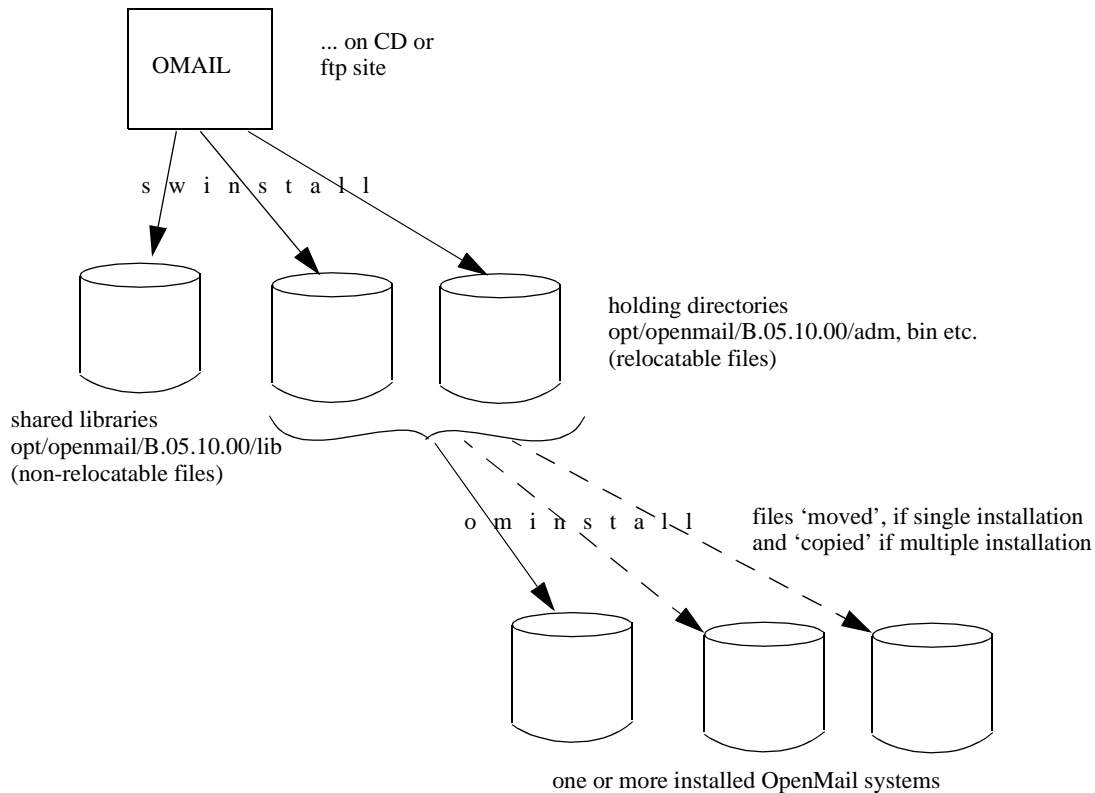 OMAIL
... on CD or
ftp site
s w i n s t a l l
holding directories
opt/openmail/B.05.10.00/adm, bin etc.
(relocatable files)
shared libraries
opt/openmail/B.05.10.00/lib
(non-relocatable files)
o m i n s t a l l
files ‘moved’, if single installation
and ‘copied’ if multiple installation
one or more installed OpenMail systems